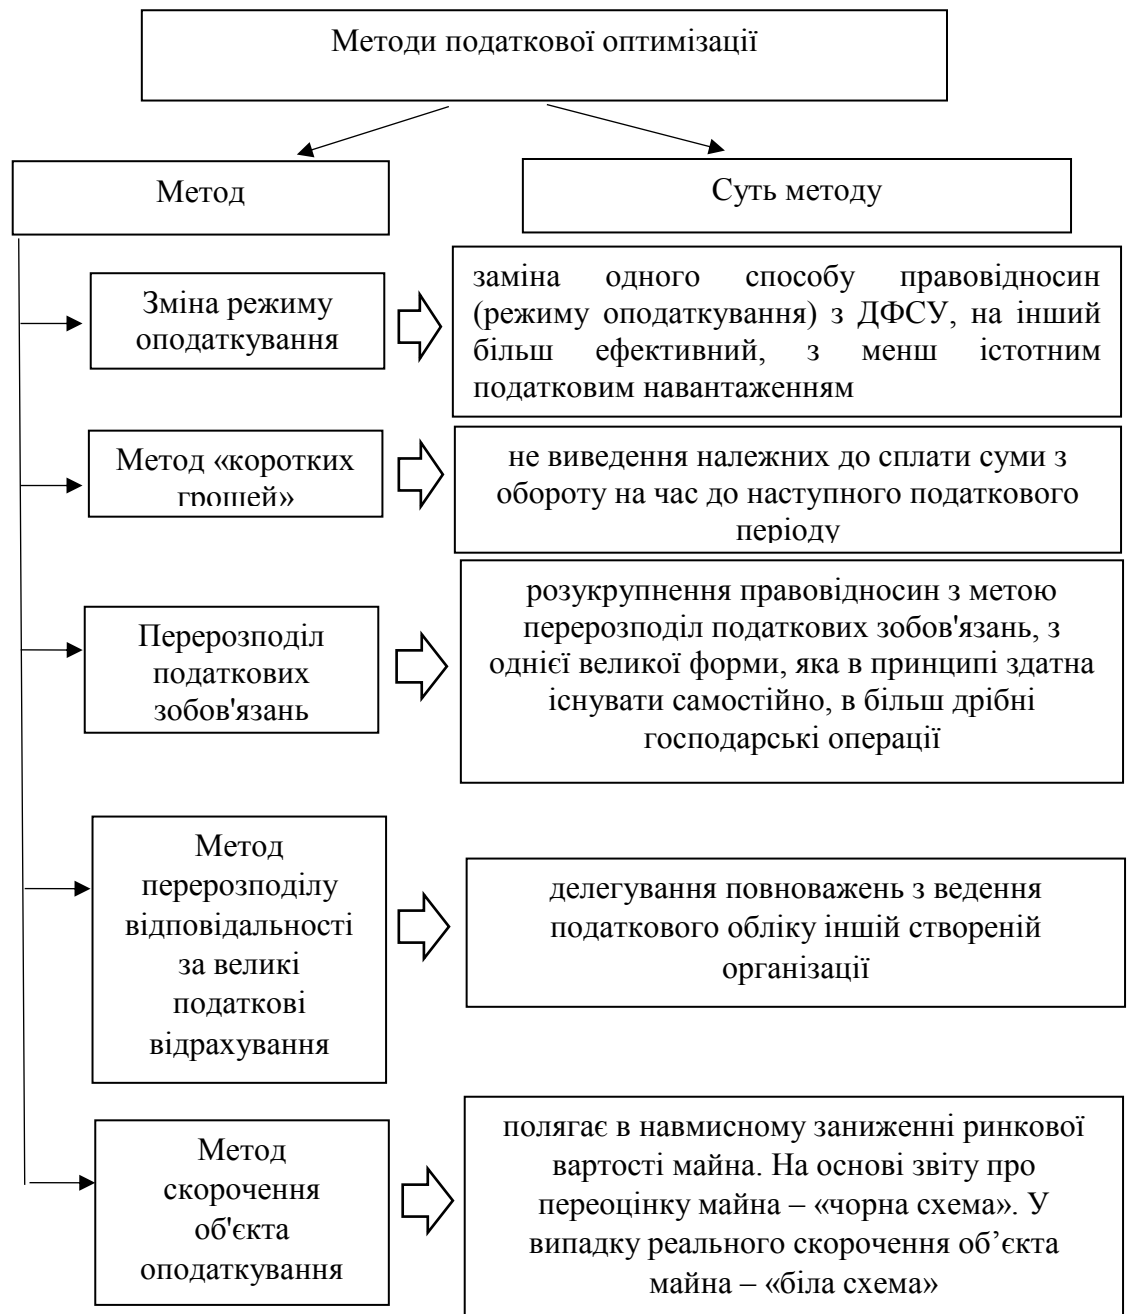 Методи податкової оптимізації
Метод
Суть методу
Зміна режиму
оподаткування
заміна одного способу правовідносин
(режиму оподаткування) з ДФСУ, на інший
більш ефективний, з менш істотним
податковим навантаженням
Метод «коротких
грошей»
не виведення належних до сплати суми з
обороту на час до наступного податкового
періоду
Перерозподіл
податкових
зобов'язань
розукрупнення правовідносин з метою
перерозподіл податкових зобов'язань, з
однієї великої форми, яка в принципі здатна
існувати самостійно, в більш дрібні
господарські операції
Метод
перерозподілу
відповідальності
за великі
податкові
відрахування
делегування повноважень з ведення
податкового обліку іншій створеній
організації
Метод
скорочення
об'єкта
оподаткування
полягає в навмисному заниженні ринкової
вартості майна. На основі звіту про
переоцінку майна – «чорна схема». У
випадку реального скорочення об’єкта
майна – «біла схема»